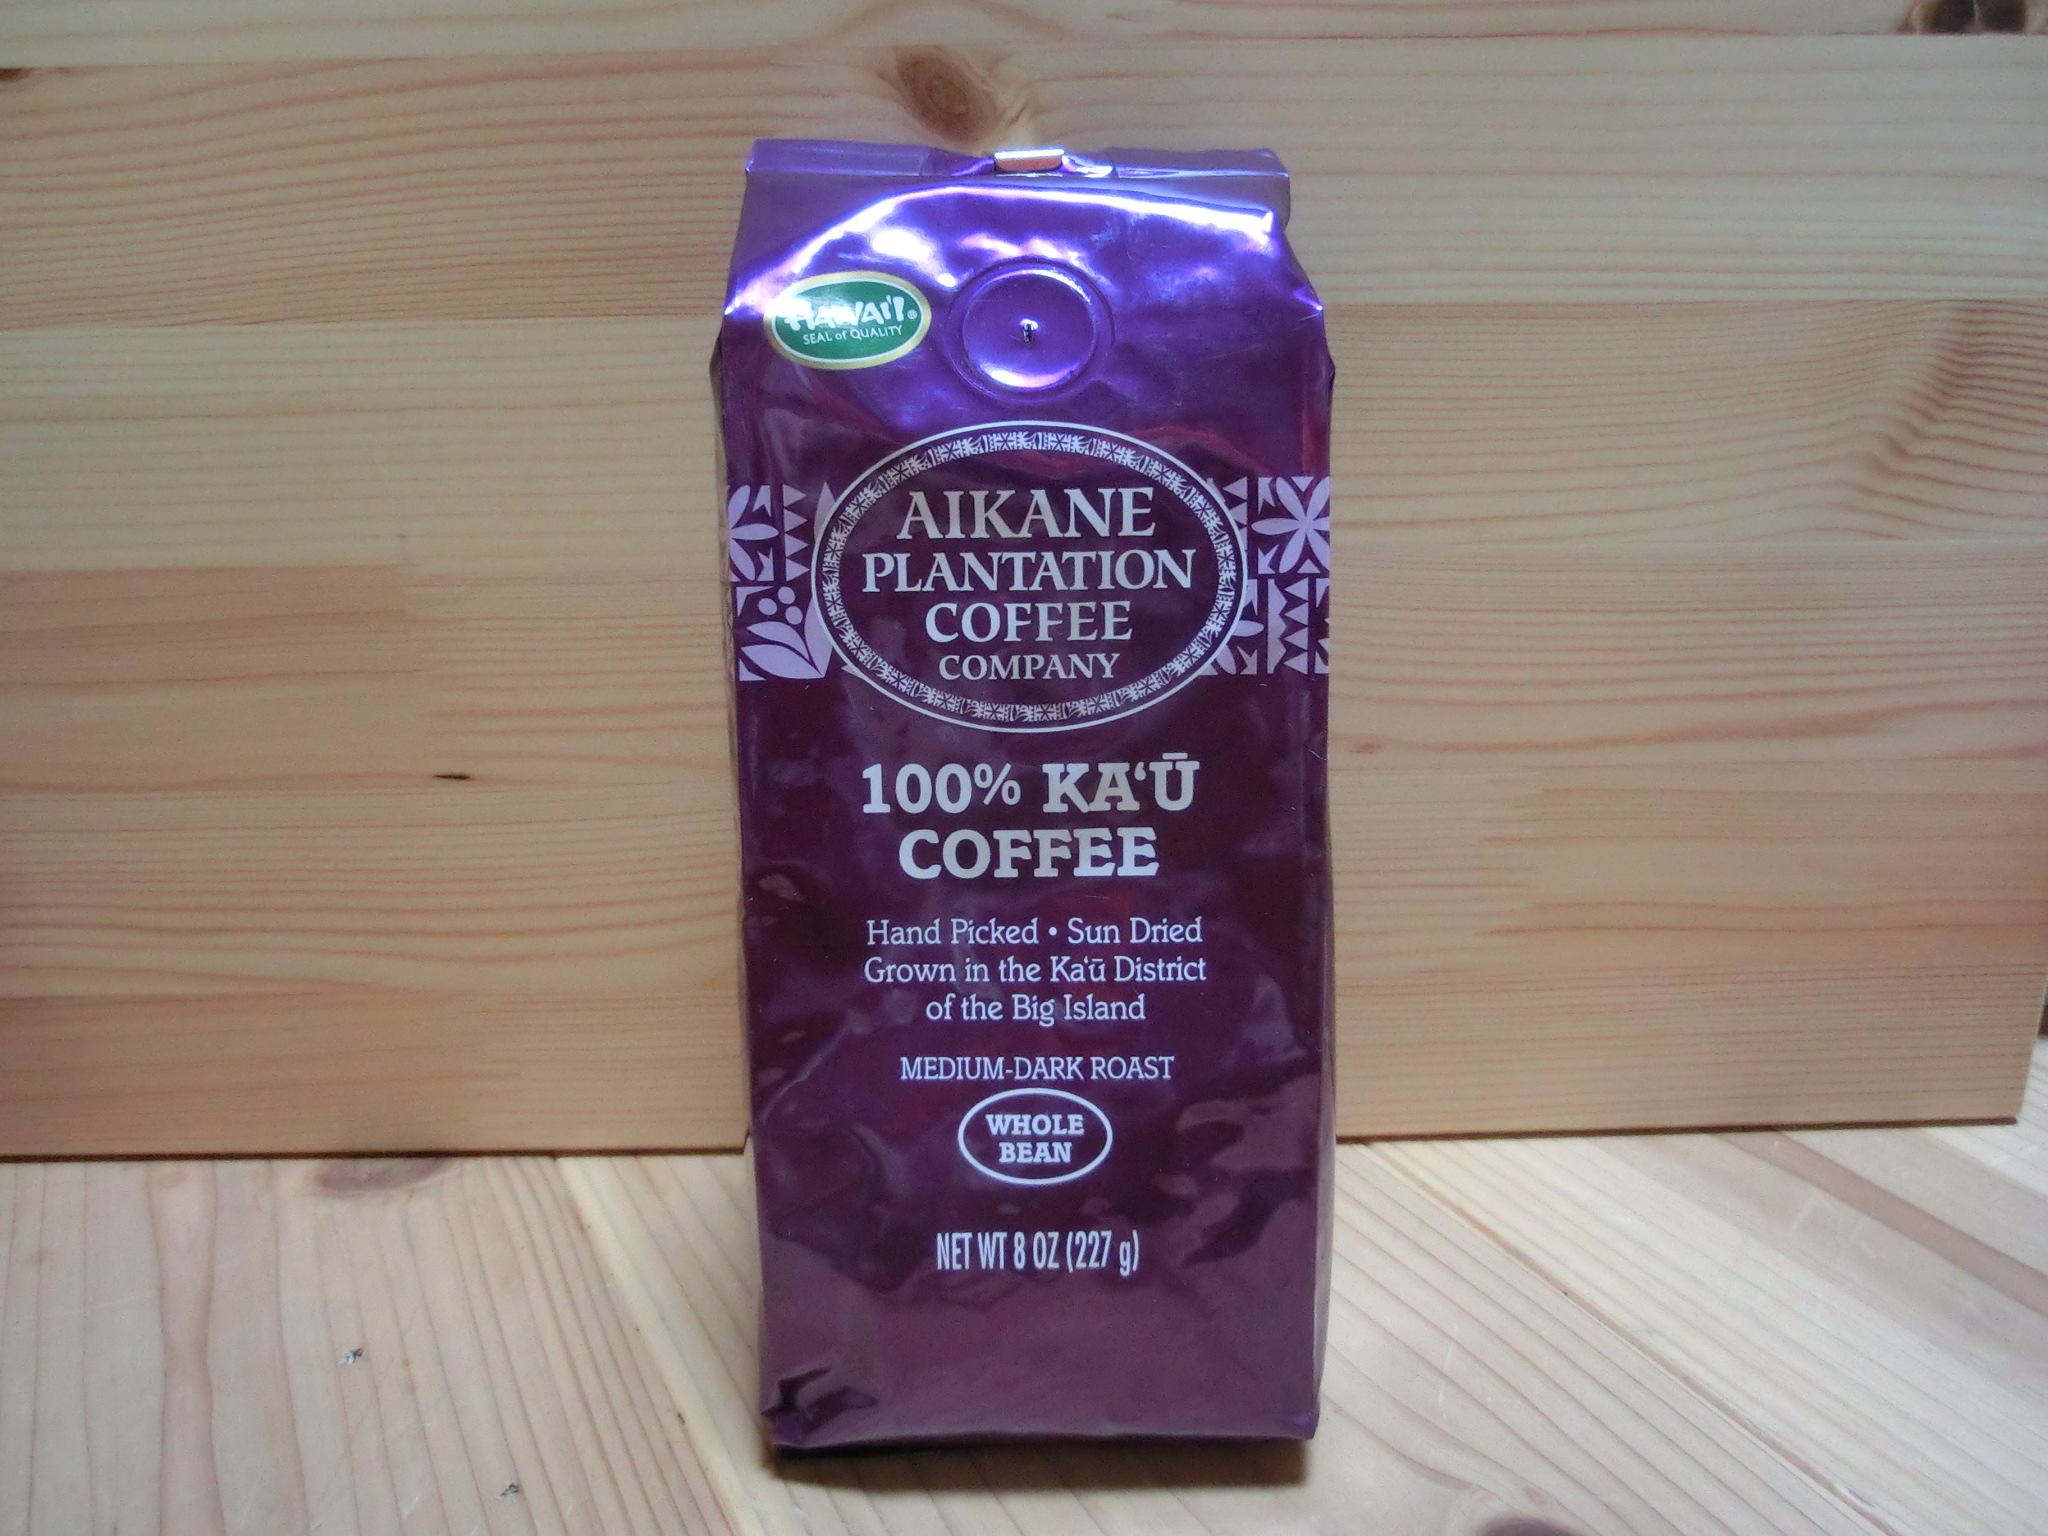 HAWAI'I®
SEAL of QUALITY
AIKANE
PLANTATION
COFFEE
COMPANY
100% KA‘Ū
COFFEE
Hand Picked • Sun Dried
Grown in the Ka‘ū District
of the Big Island
MEDIUM-DARK ROAST
WHOLE
BEAN
NET WT 8 OZ (227 g)